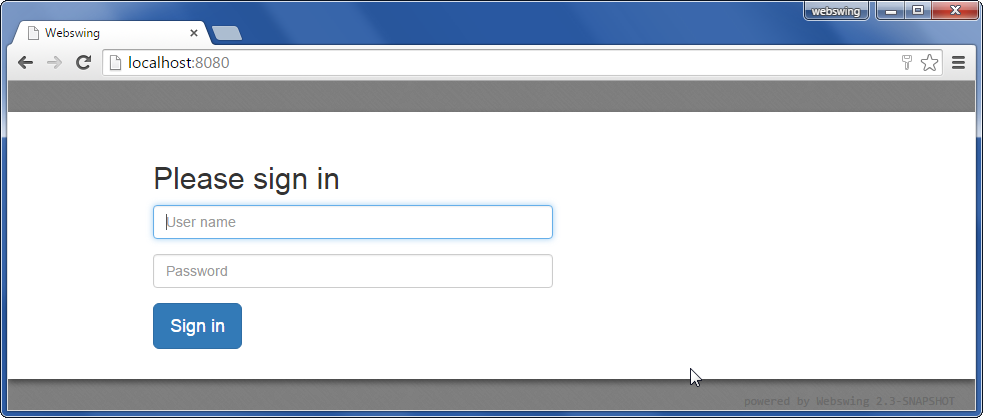 webswing
Webswing
localhost:8080
Please sign in
User name
Password
Sign in
powered by Webswing 2.3-SNAPSHOT